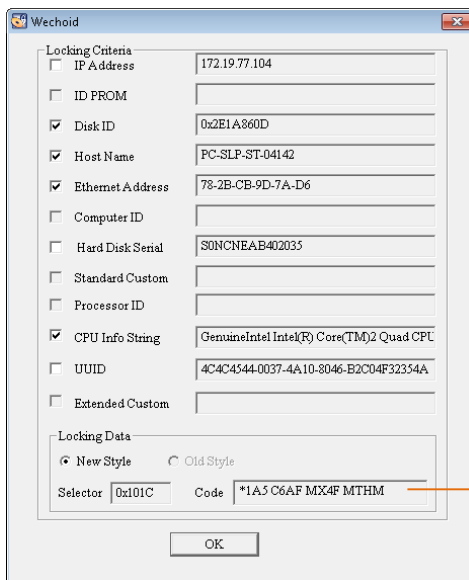 Wechoid
Locking Criteria
IP Address 172.19.77.104
ID PROM
Disk ID 0x2E1A860D
Host Name PC-SLP-ST-04142
Ethernet Address 78-2B-CB-9D-7A-D6
Computer ID
Hard Disk Serial S0NCNEAB402035
Standard Custom
Processor ID
CPU Info String GenuineIntel Intel(R) Core(TM)2 Quad CPU
UUID 4C4C4544-0037-4A10-8046-B2C04F32354A
Extended Custom
Locking Data
New Style Old Style
Selector 0x101C Code *1A5 C6AF MX4F MTHM
OK